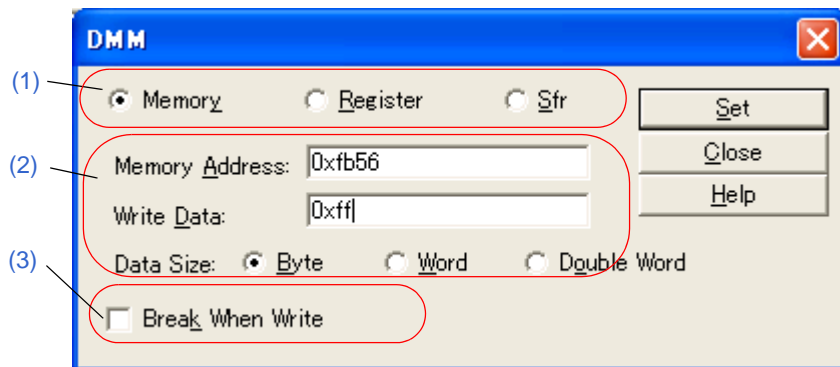 DMM
(1)
Memory Register Sfr
Set
(2)
Memory Address: 0xfb56
Close
Write Data: 0xff
Help
(3)
Data Size: Byte Word Double Word
Break When Write